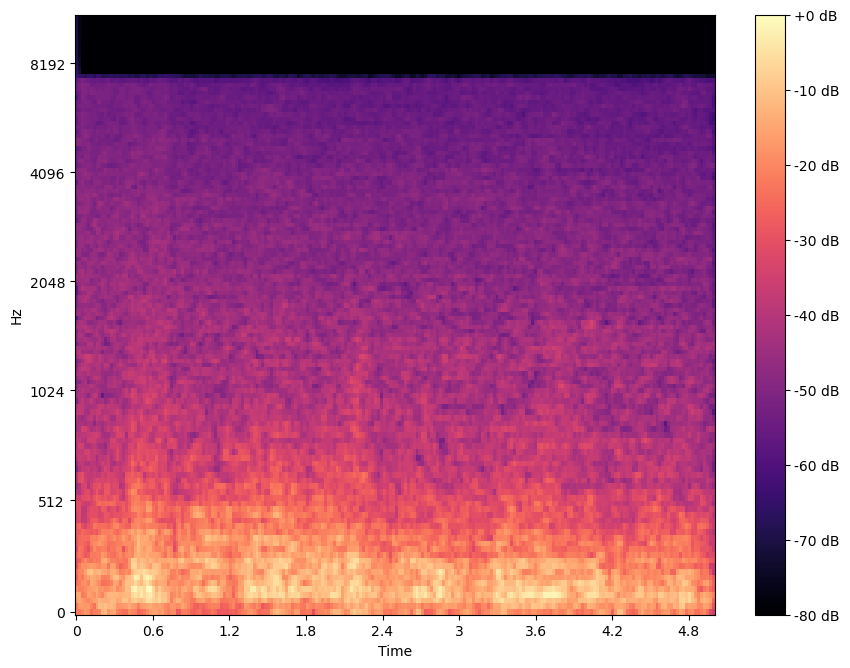 +0 dB
8192
-10 dB
4096
-20 dB
-30 dB
2048
Hz
-40 dB
1024
-50 dB
512
-60 dB
-70 dB
0
-80 dB
0 0.6 1.2 1.8 2.4 3 3.6 4.2 4.8
Time